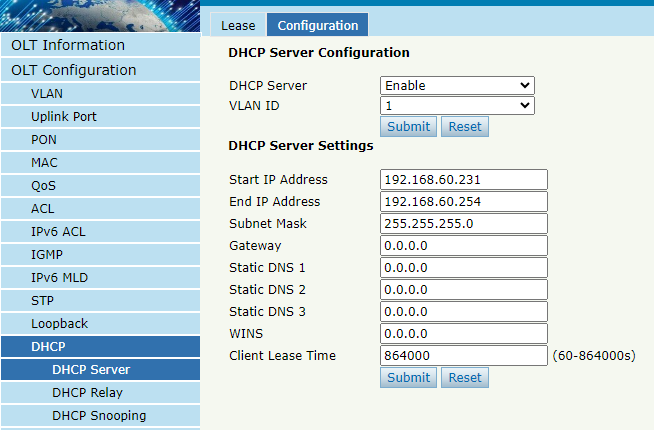 Lease Configuration
OLT Information
OLT Configuration
VLAN
Uplink Port
PON
MAC
QoS
ACL
IPv6 ACL
IGMP
IPv6 MLD
STP
Loopback
DHCP
DHCP Server
DHCP Relay
DHCP Snooping
DHCP Server Configuration
DHCP Server Enable
VLAN ID 1
Submit Reset
DHCP Server Settings
Start IP Address 192.168.60.231
End IP Address 192.168.60.254
Subnet Mask 255.255.255.0
Gateway 0.0.0.0
Static DNS 1 0.0.0.0
Static DNS 2 0.0.0.0
Static DNS 3 0.0.0.0
WINS 0.0.0.0
Client Lease Time 864000 (60-864000s)
Submit Reset